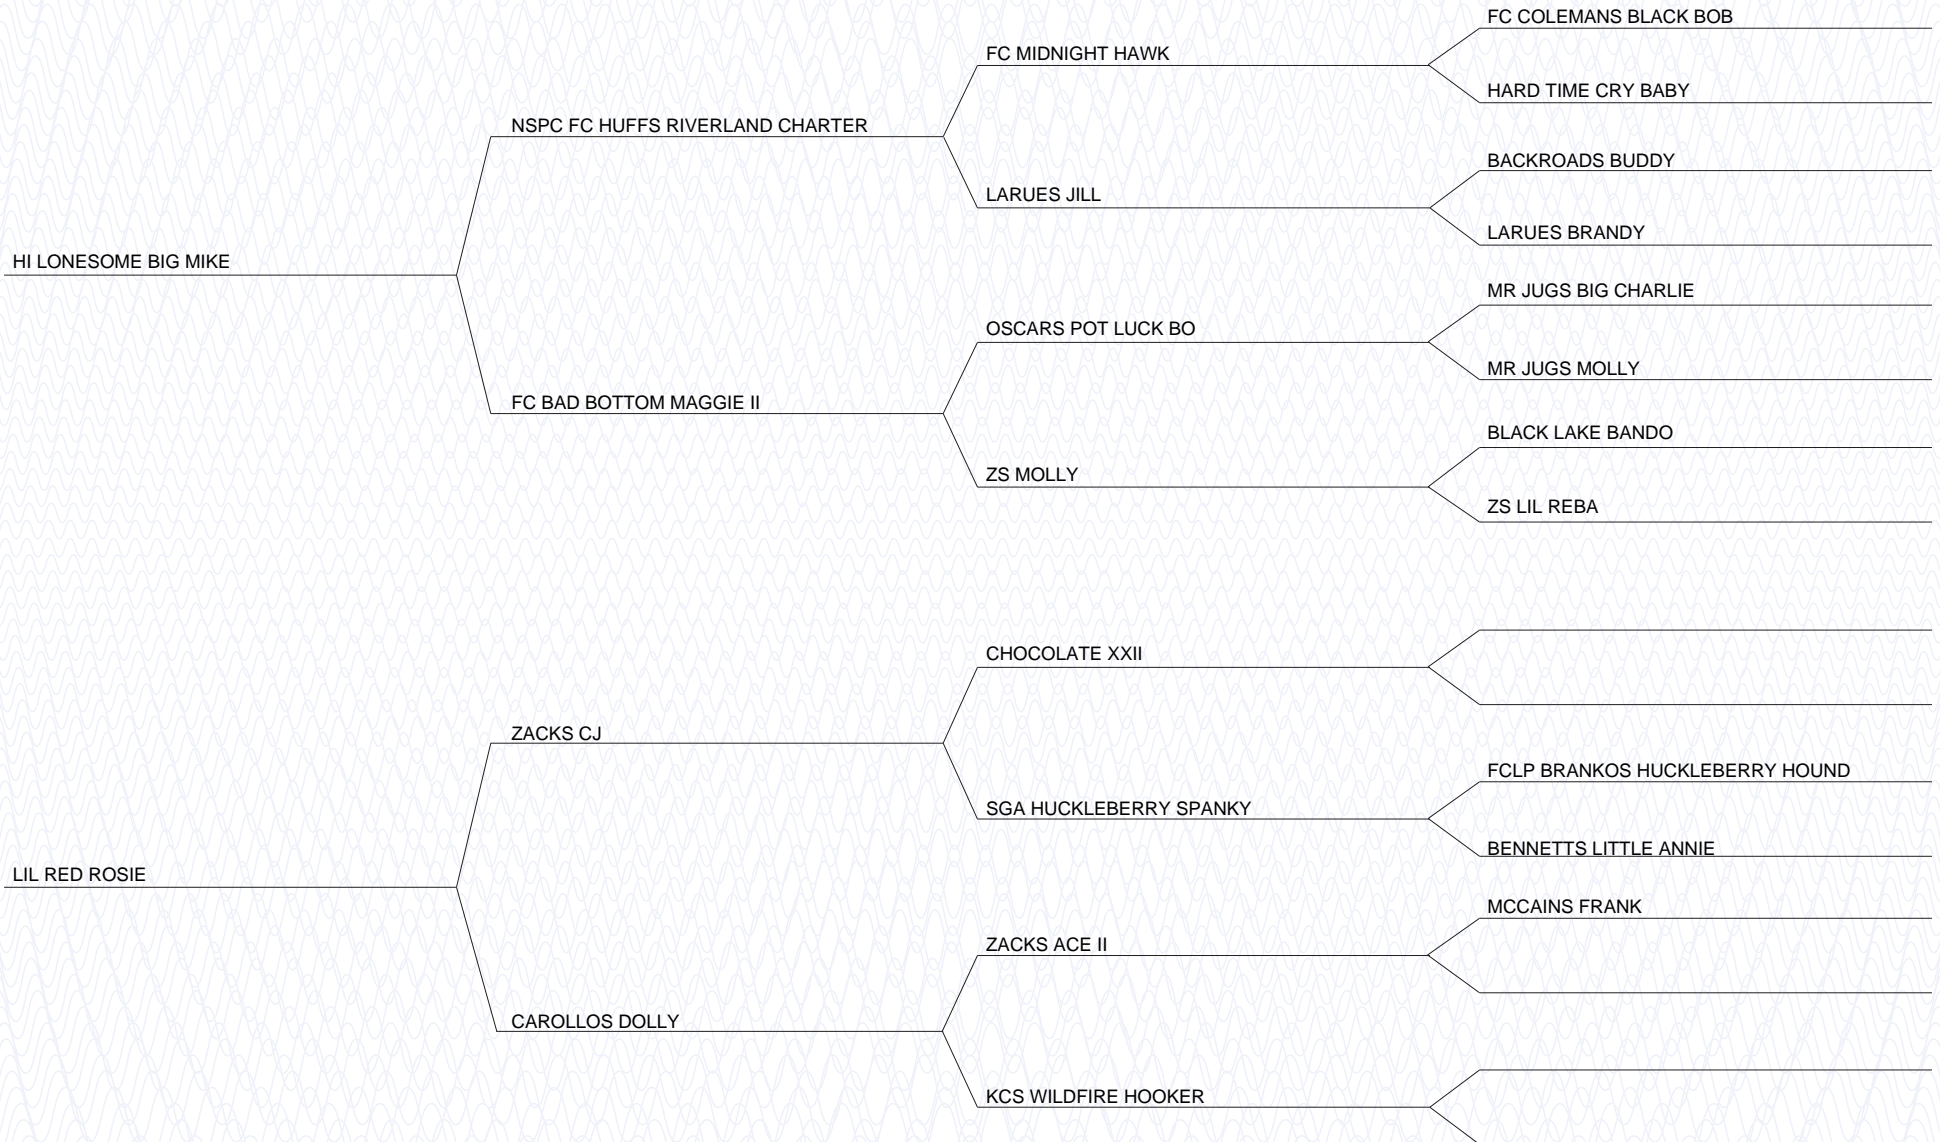 FC COLEMANS BLACK BOB
FC MIDNIGHT HAWK
HARD TIME CRY BABY
NSPC FC HUFFS RIVERLAND CHARTER
BACKROADS BUDDY
LARUES JILL
LARUES BRANDY
HI LONESOME BIG MIKE
MR JUGS BIG CHARLIE
OSCARS POT LUCK BO
MR JUGS MOLLY
FC BAD BOTTOM MAGGIE II
BLACK LAKE BANDO
ZS MOLLY
ZS LIL REBA
CHOCOLATE XXII
ZACKS CJ
FCLP BRANKOS HUCKLEBERRY HOUND
SGA HUCKLEBERRY SPANKY
BENNETTS LITTLE ANNIE
LIL RED ROSIE
MCCAINS FRANK
ZACKS ACE II
CAROLLOS DOLLY
KCS WILDFIRE HOOKER